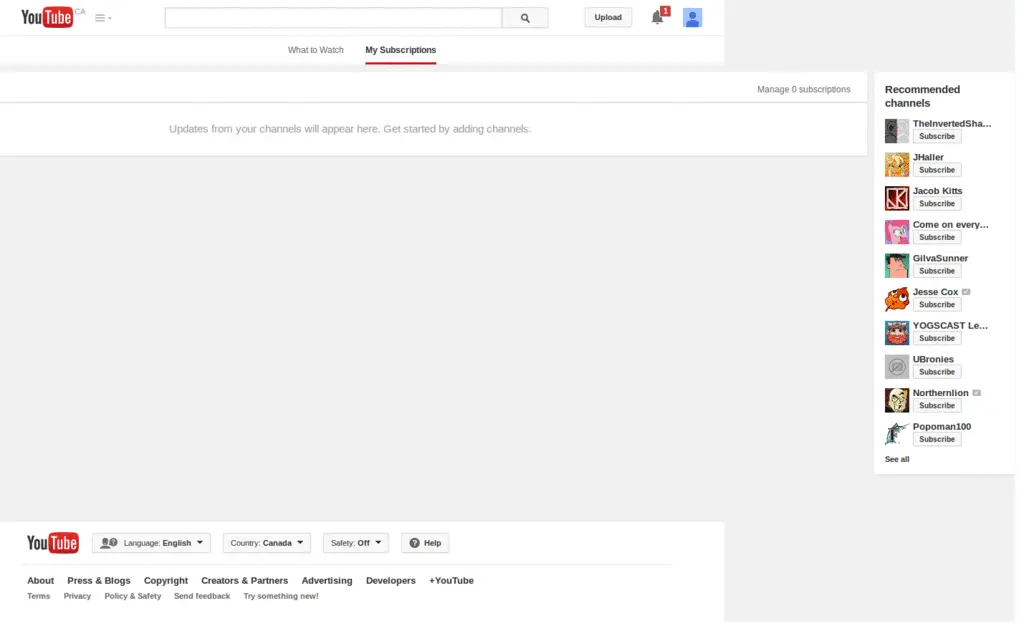 YouTube CA
Upload
1
What to Watch My Subscriptions
Manage 0 subscriptions
Updates from your channels will appear here. Get started by adding channels.
Recommended
channels
TheInvertedSha...
Subscribe
JHaller
Subscribe
Jacob Kitts
Subscribe
Come on every...
Subscribe
GilvaSunner
Subscribe
Jesse Cox
Subscribe
YOGSCAST Le...
Subscribe
UBronies
Subscribe
Northernlion
Subscribe
Popoman100
Subscribe
See all
YouTube Language: English Country: Canada Safety: Off Help
About Press & Blogs Copyright Creators & Partners Advertising Developers +YouTube
Terms Privacy Policy & Safety Send feedback Try something new!